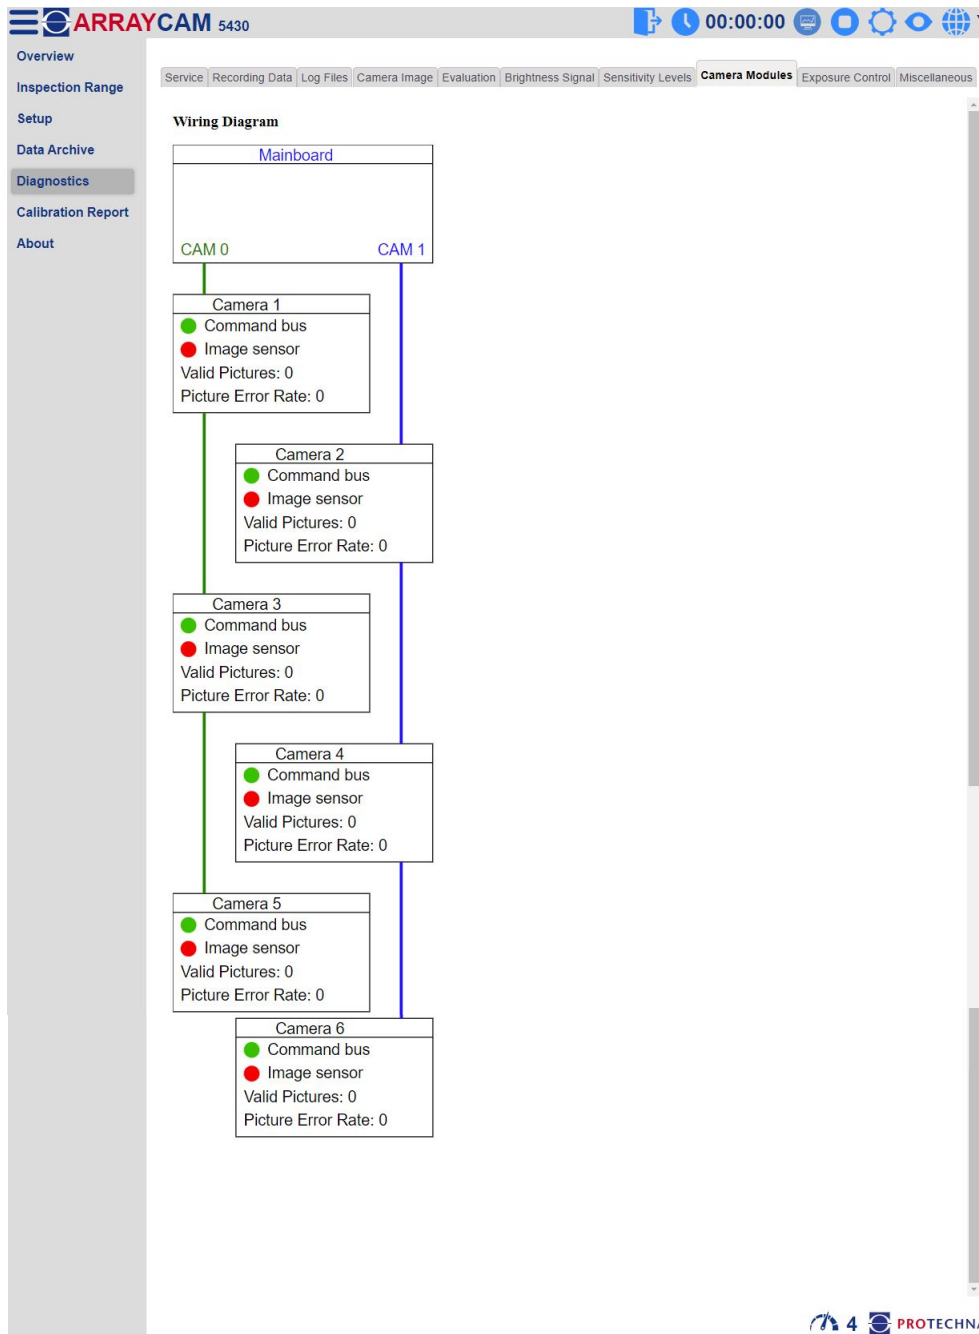 ARRAYCAM 5430
00:00:00
Overview
Inspection Range
Setup
Data Archive
Diagnostics
Calibration Report
About
Service Recording Data Log Files Camera Image Evaluation Brightness Signal Sensitivity Levels Camera Modules Exposure Control Miscellaneous
Wiring Diagram
Mainboard
CAM 0 CAM 1
Camera 1
Command bus
Image sensor
Valid Pictures: 0
Picture Error Rate: 0
Camera 2
Command bus
Image sensor
Valid Pictures: 0
Picture Error Rate: 0
Camera 3
Command bus
Image sensor
Valid Pictures: 0
Picture Error Rate: 0
Camera 4
Command bus
Image sensor
Valid Pictures: 0
Picture Error Rate: 0
Camera 5
Command bus
Image sensor
Valid Pictures: 0
Picture Error Rate: 0
Camera 6
Command bus
Image sensor
Valid Pictures: 0
Picture Error Rate: 0
4 PROTECHNA